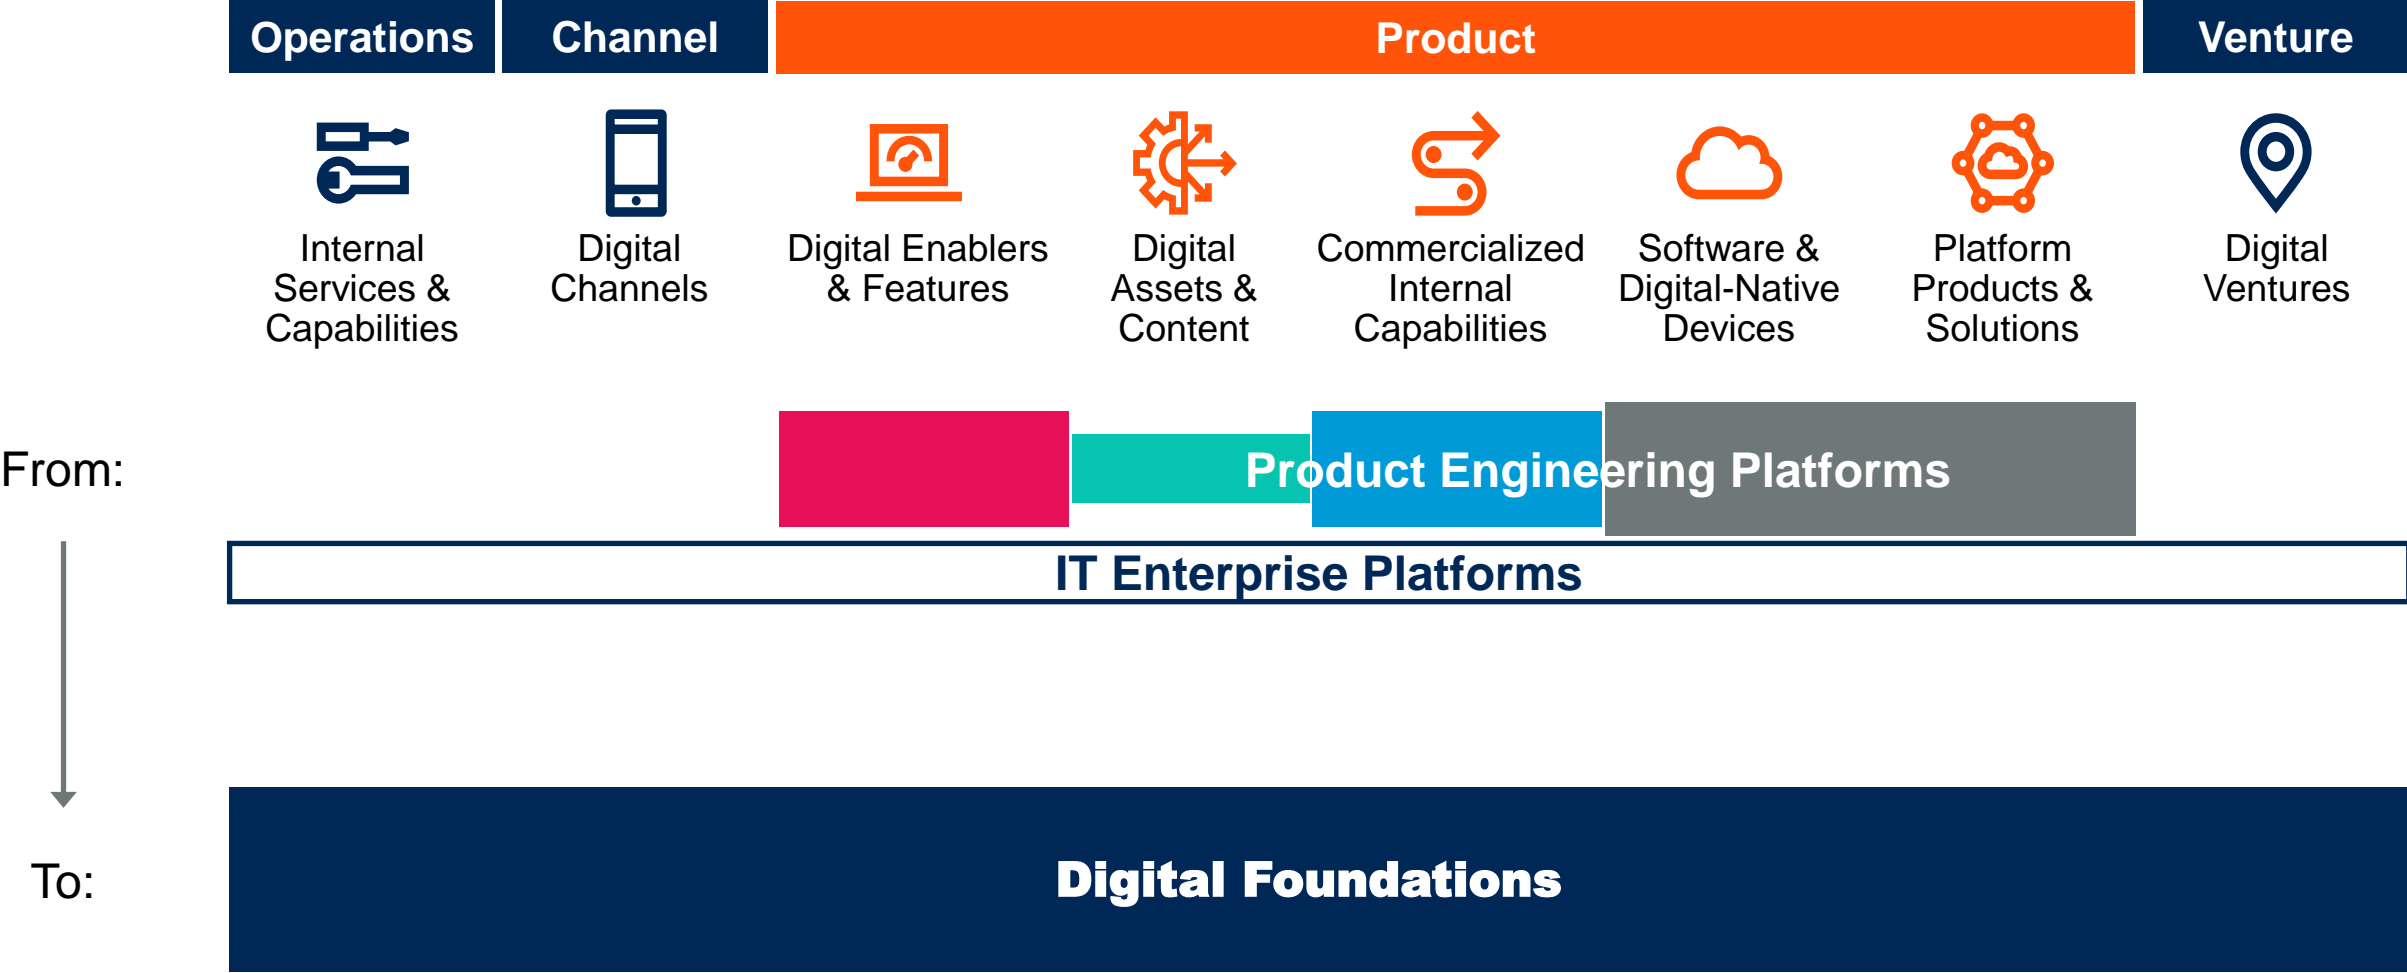 Operations
Channel
Product
Venture
Internal
Services &
Capabilities
Digital
Channels
Digital Enablers
& Features
Digital
Assets &
Content
Commercialized
Internal
Capabilities
Software &
Digital-Native
Devices
Platform
Products &
Solutions
Digital
Ventures
From:
Product Engineering Platforms
IT Enterprise Platforms
To:
Digital Foundations